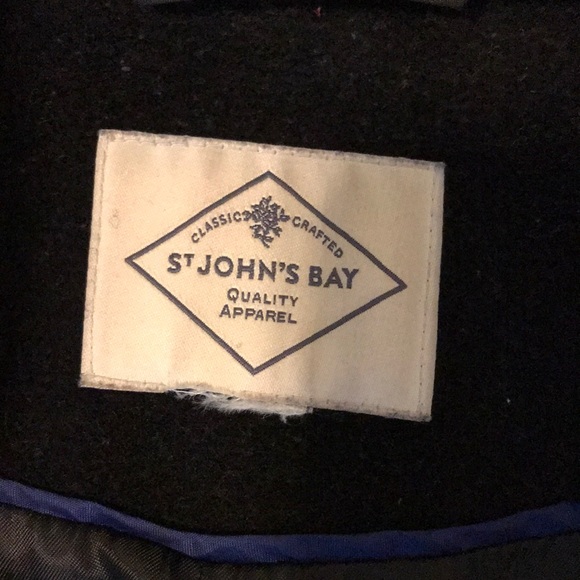 CLASSIC CRAFTED
ST JOHN'S BAY
QUALITY
APPAREL